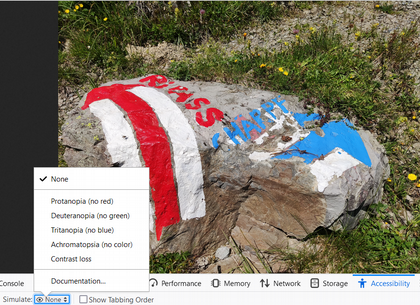 None
Protanopia (no red)
Deuteranopia (no green)
Tritanopia (no blue)
Achromatopsia (no color)
Contrast loss
Documentation...
Console
Performance
Memory
Network
Storage
Accessibility
Simulate: None
Show Tabbing Order